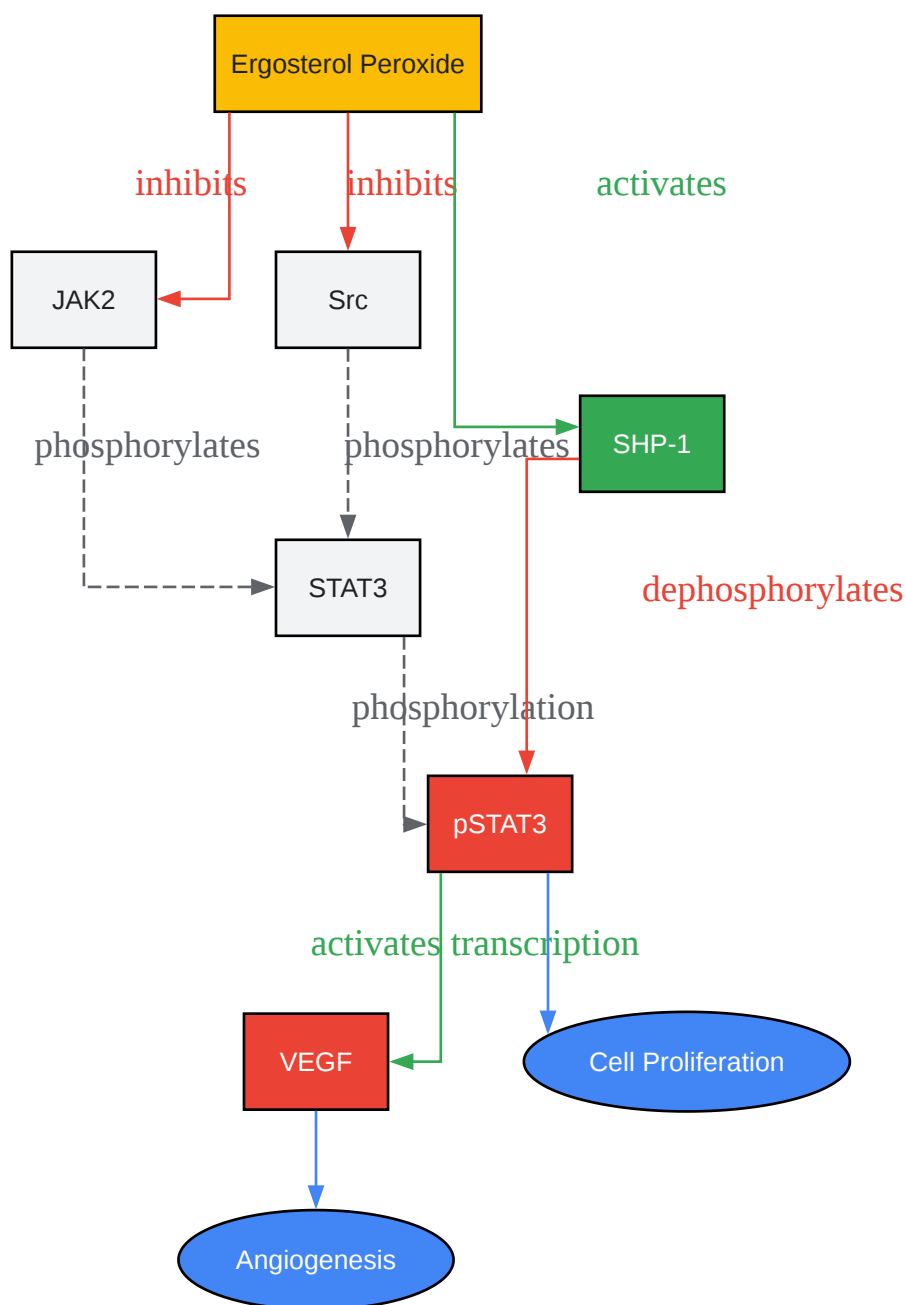 Ergosterol Peroxide
inhibits
inhibits
activates
JAK2
Src
phosphorylates
phosphorylates
SHP-1
STAT3
dephosphorylates
phosphorylation
pSTAT3
activates transcription
VEGF
Cell Proliferation
Angiogenesis